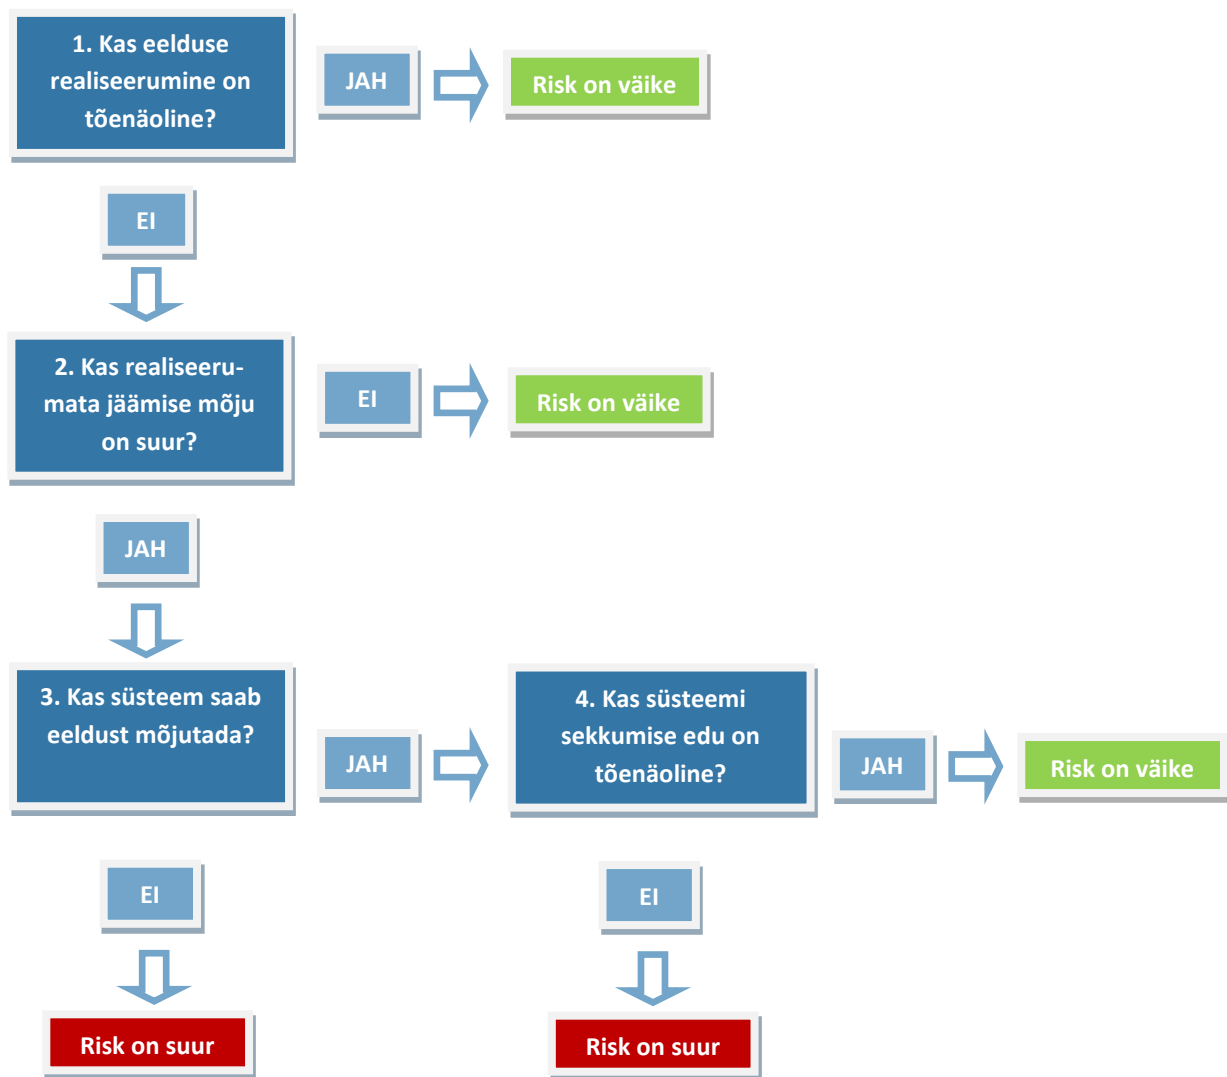 1. Kas eelduse
realiseerumine on
tõenäoline?
JAH
Risk on väike
EI
2. Kas realiseeru-
mata jäämise mõju
on suur?
EI
Risk on väike
JAH
3. Kas süsteem saab
eeldust mõjutada?
JAH
4. Kas süsteemi
sekkumise edu on
tõenäoline?
JAH
Risk on väike
EI
EI
Risk on suur
Risk on suur